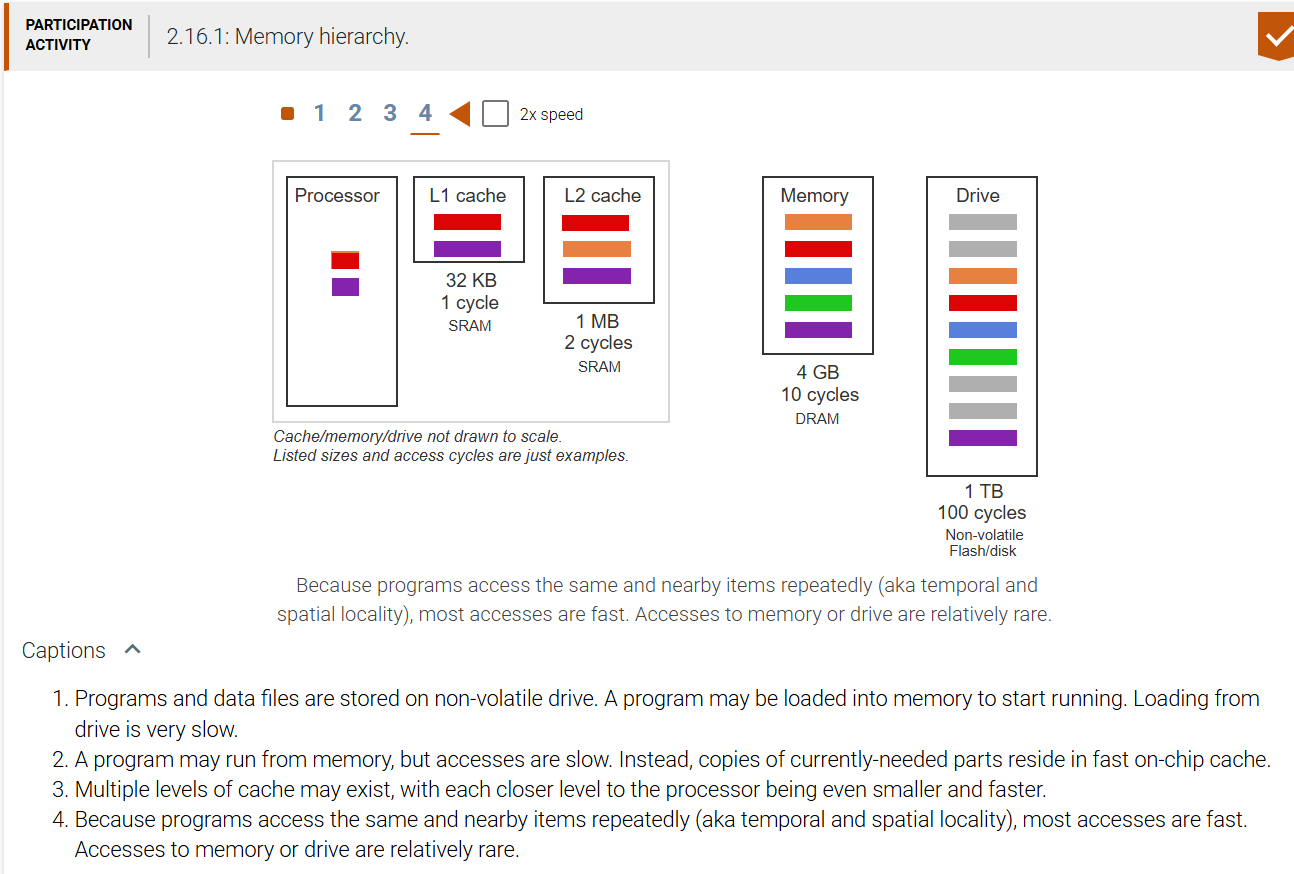 PARTICIPATION
ACTIVITY
2.16.1: Memory hierarchy.
1 2 3 4 2x speed
Processor
L1 cache
32 KB
1 cycle
SRAM
L2 cache
1 MB
2 cycles
SRAM
Memory
4 GB
10 cycles
DRAM
Drive
1 TB
100 cycles
Non-volatile
Flash/disk
Cache/memory/drive not drawn to scale.
Listed sizes and access cycles are just examples.
Because programs access the same and nearby items repeatedly (aka temporal and
spatial locality), most accesses are fast. Accesses to memory or drive are relatively rare.
Captions
1. Programs and data files are stored on non-volatile drive. A program may be loaded into memory to start running. Loading from
drive is very slow.
2. A program may run from memory, but accesses are slow. Instead, copies of currently-needed parts reside in fast on-chip cache.
3. Multiple levels of cache may exist, with each closer level to the processor being even smaller and faster.
4. Because programs access the same and nearby items repeatedly (aka temporal and spatial locality), most accesses are fast.
Accesses to memory or drive are relatively rare.